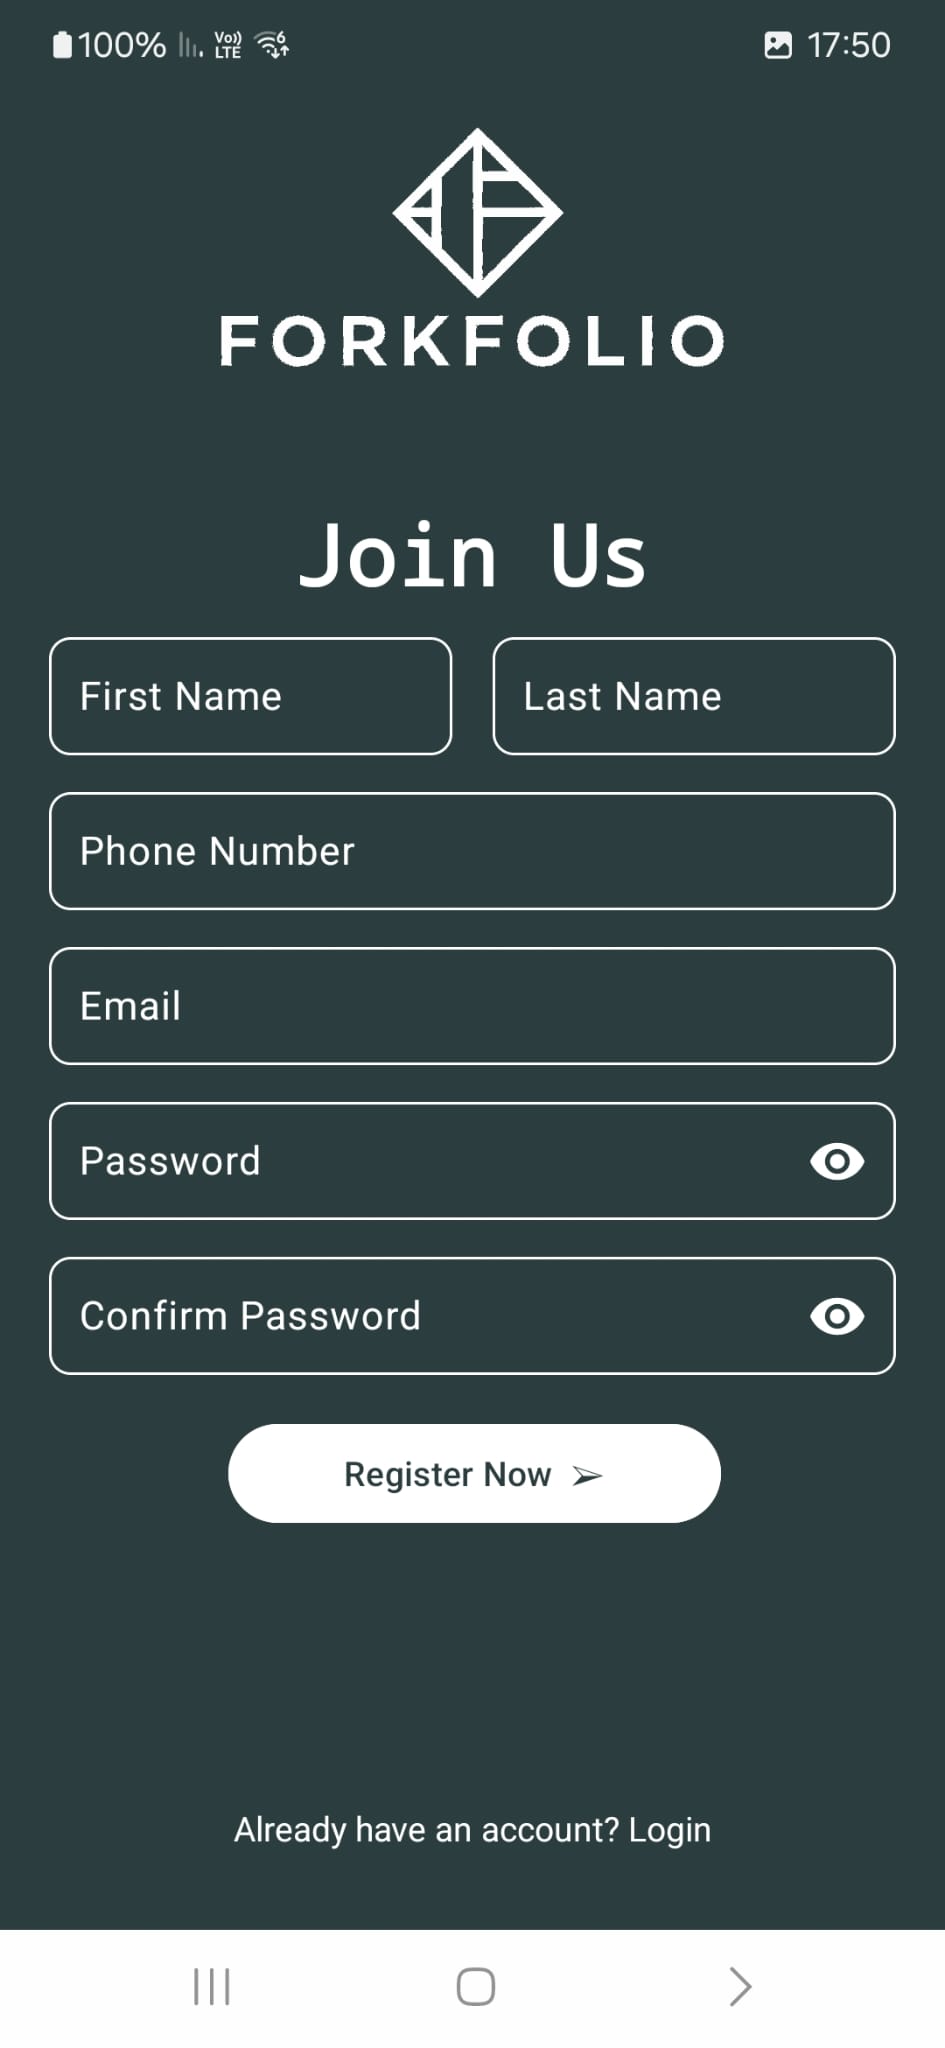 100% Vo)) LTE 6 17:50
FORKFOLIO
Join Us
First Name Last Name
Phone Number
Email
Password
Confirm Password
Register Now ➢
Already have an account? Login